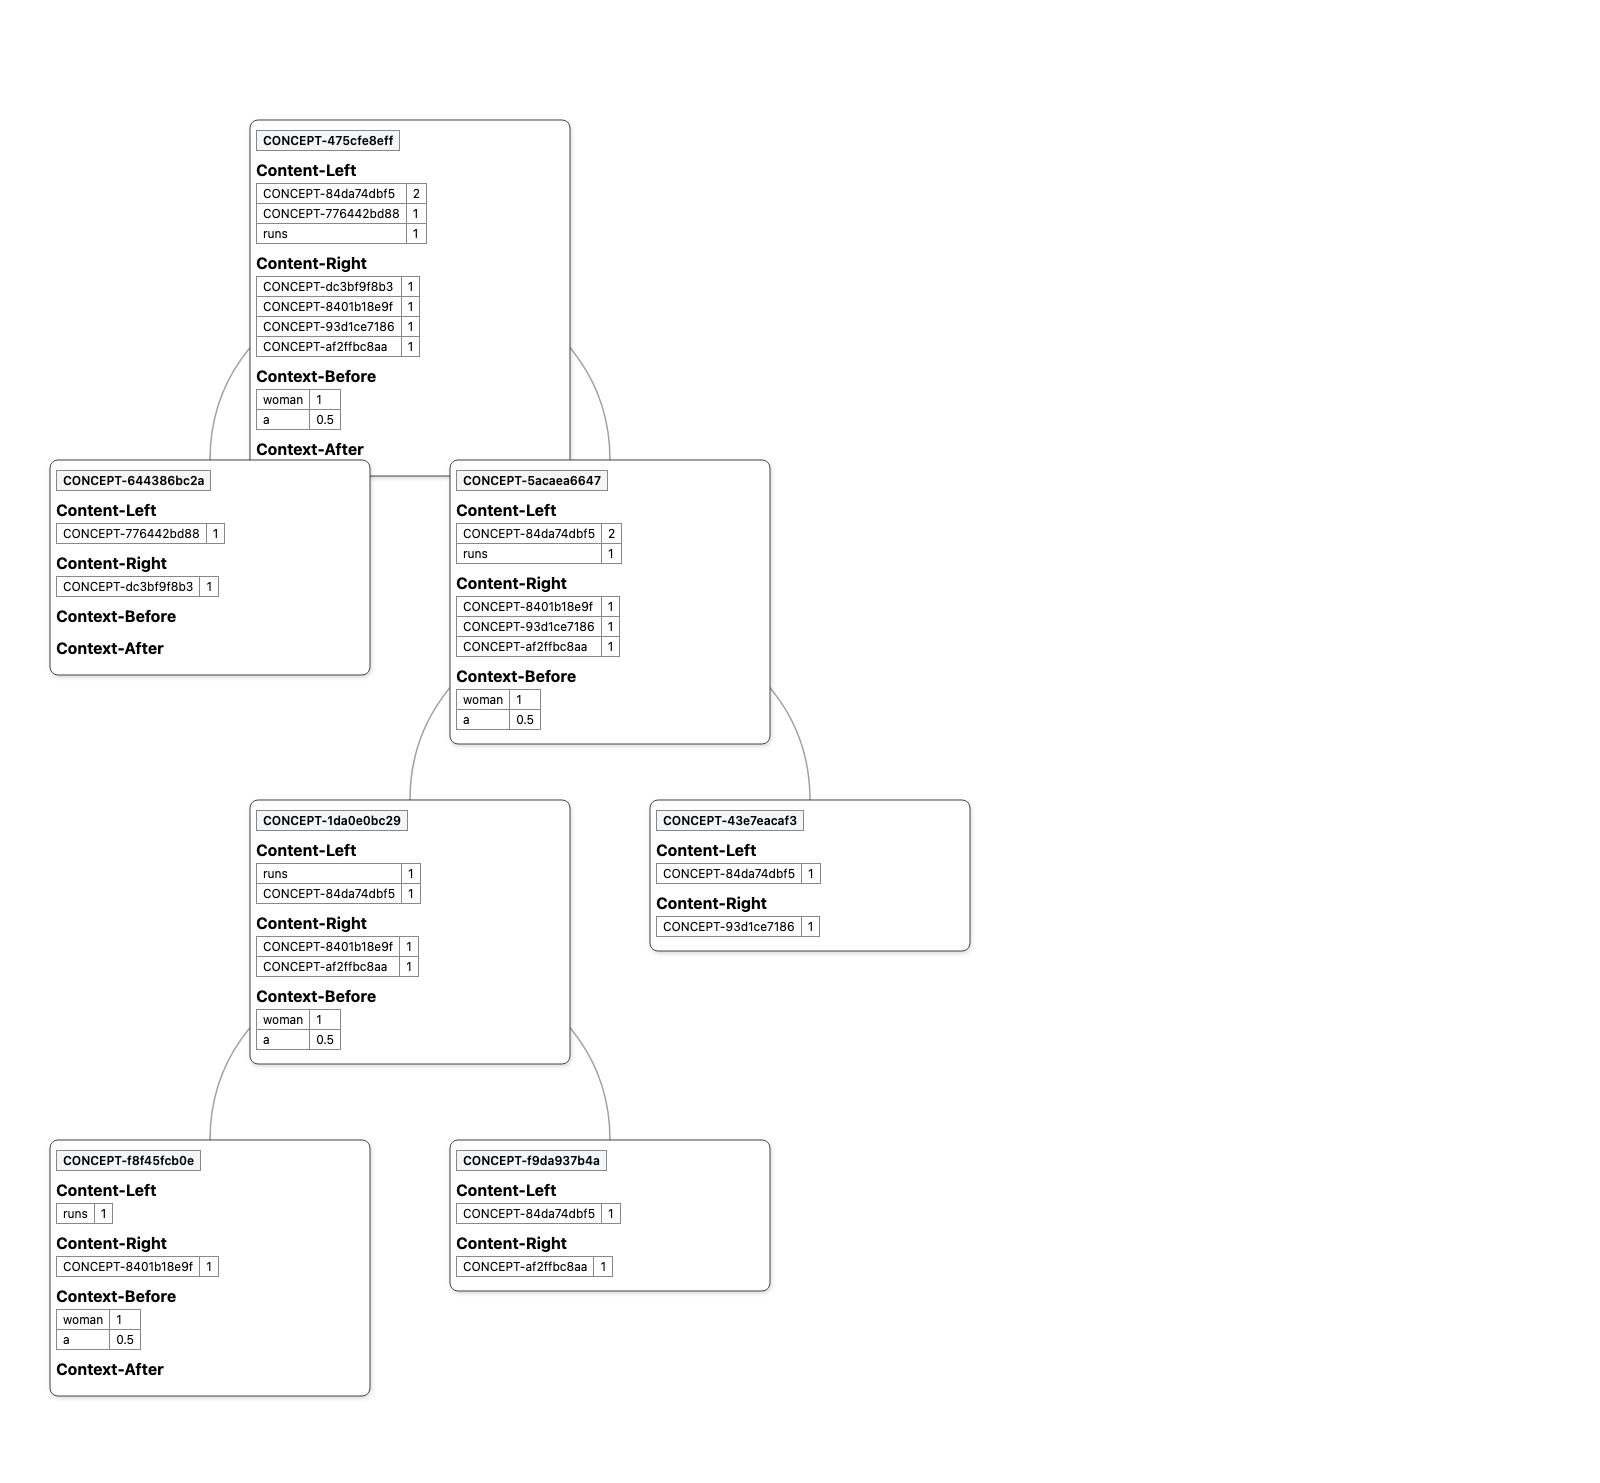 CONCEPT-475cfe8eff
Content-Left
CONCEPT-84da74dbf5 2
CONCEPT-776442bd88 1
runs 1
Content-Right
CONCEPT-dc3bf9f8b3 1
CONCEPT-8401b18e9f 1
CONCEPT-93d1ce7186 1
CONCEPT-af2ffbc8aa 1
Context-Before
woman 1
a 0.5
Context-After
CONCEPT-644386bc2a
Content-Left
CONCEPT-776442bd88 1
Content-Right
CONCEPT-dc3bf9f8b3 1
Context-Before
Context-After
CONCEPT-5acaea6647
Content-Left
CONCEPT-84da74dbf5 2
runs 1
Content-Right
CONCEPT-8401b18e9f 1
CONCEPT-93d1ce7186 1
CONCEPT-af2ffbc8aa 1
Context-Before
woman 1
a 0.5
CONCEPT-1da0e0bc29
Content-Left
runs 1
CONCEPT-84da74dbf5 1
Content-Right
CONCEPT-8401b18e9f 1
CONCEPT-af2ffbc8aa 1
Context-Before
woman 1
a 0.5
CONCEPT-43e7eacaf3
Content-Left
CONCEPT-84da74dbf5 1
Content-Right
CONCEPT-93d1ce7186 1
CONCEPT-f8f45fcb0e
Content-Left
runs 1
Content-Right
CONCEPT-8401b18e9f 1
Context-Before
woman 1
a 0.5
Context-After
CONCEPT-f9da937b4a
Content-Left
CONCEPT-84da74dbf5 1
Content-Right
CONCEPT-af2ffbc8aa 1